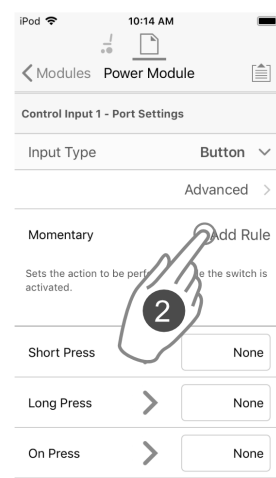 iPod 10:14 AM
Modules Power Module
Control Input 1 - Port Settings
Input Type Button
Advanced
Momentary Add Rule
Sets the action to be the switch is
activated.
2
Short Press None
Long Press None
On Press None